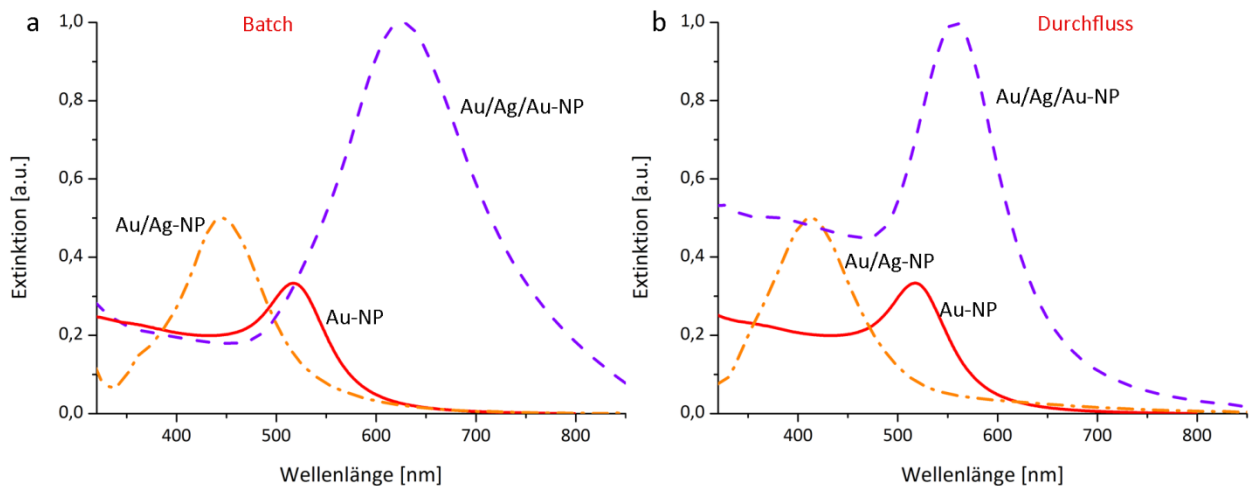 a
Batch
1,0
0,8
0,6
0,4
0,2
0,0
Extinktion [a.u.]
Au/Ag/Au-NP
Au/Ag-NP
Au-NP
400
500
600
700
800
Wellenlänge [nm]
b
Durchfluss
1,0
0,8
0,6
0,4
0,2
0,0
Extinktion [a.u.]
Au/Ag/Au-NP
Au/Ag-NP
Au-NP
400
500
600
700
800
Wellenlänge [nm]